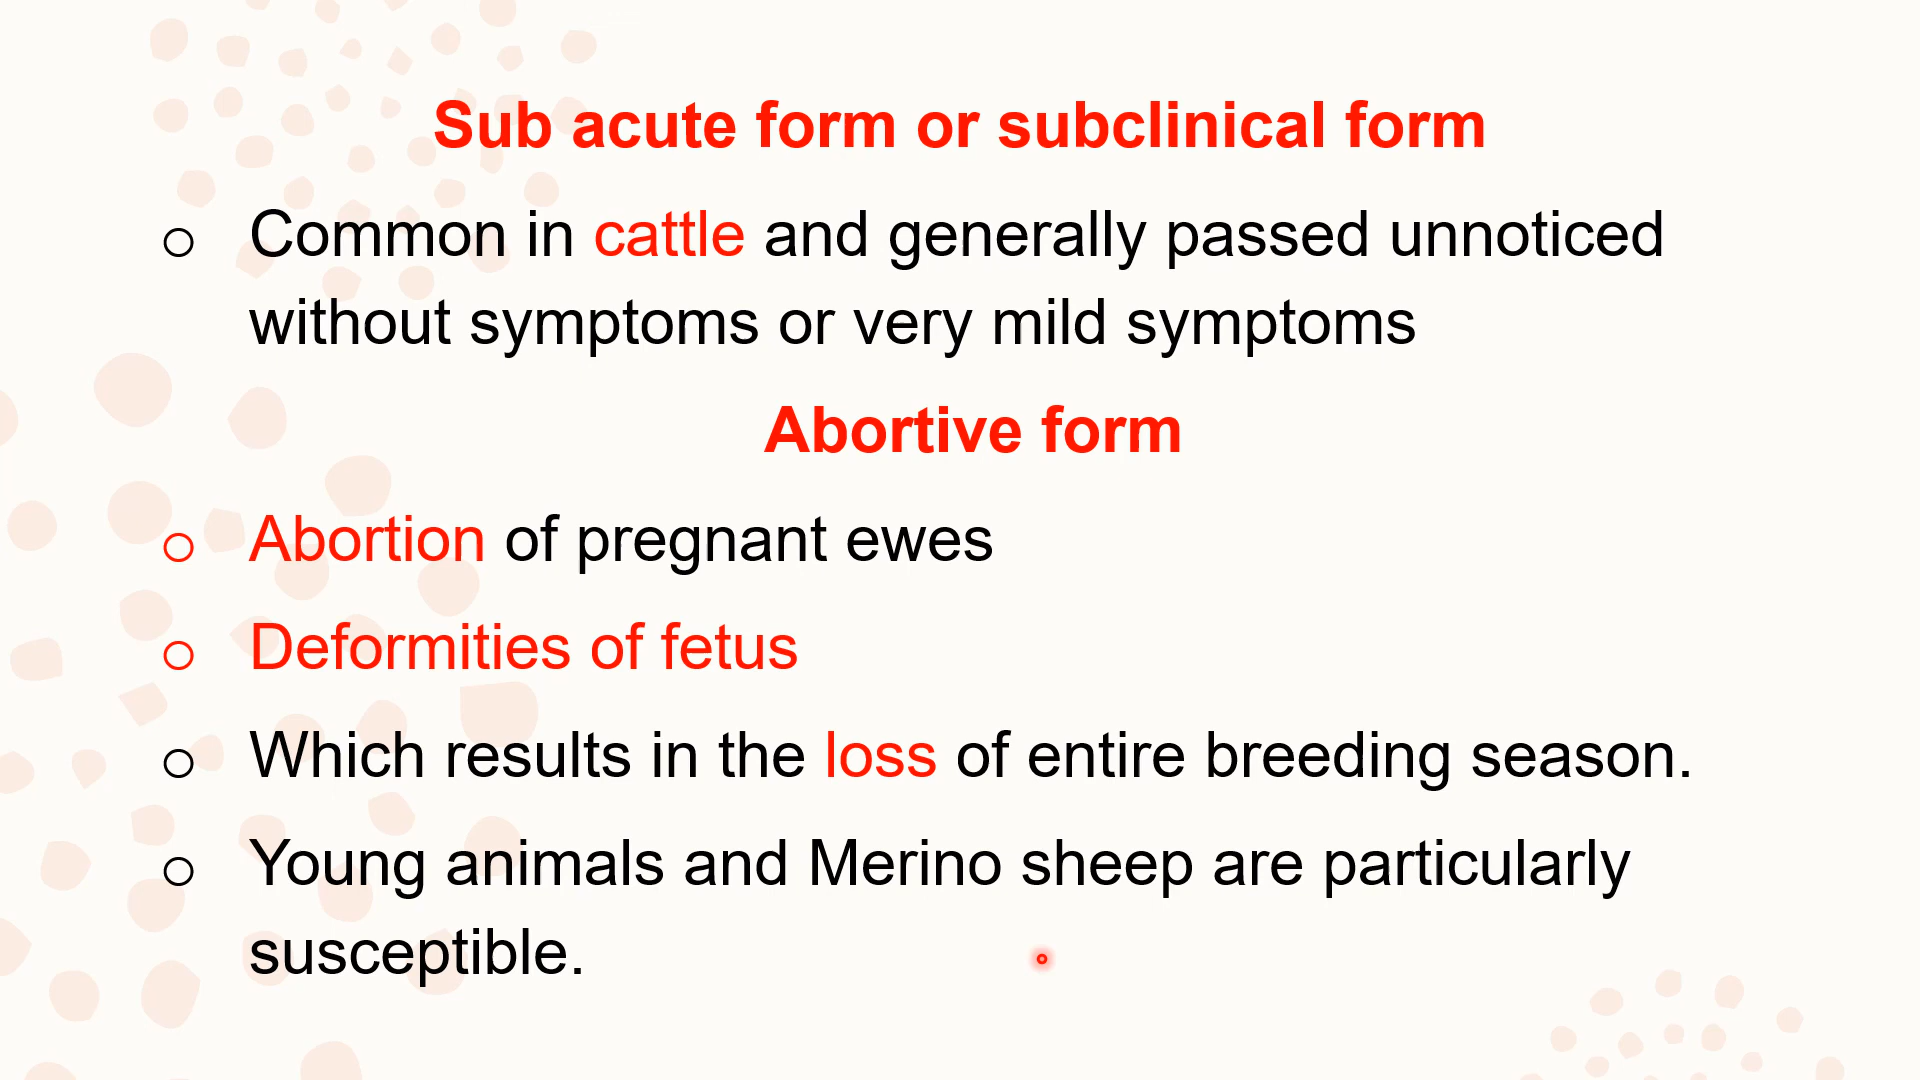 Sub acute form or subclinical form
Common in cattle and generally passed unnoticed
without symptoms or very mild symptoms
Abortive form
Abortion of pregnant ewes
Deformities of fetus
Which results in the loss of entire breeding season.
Young animals and Merino sheep are particularly
susceptible.